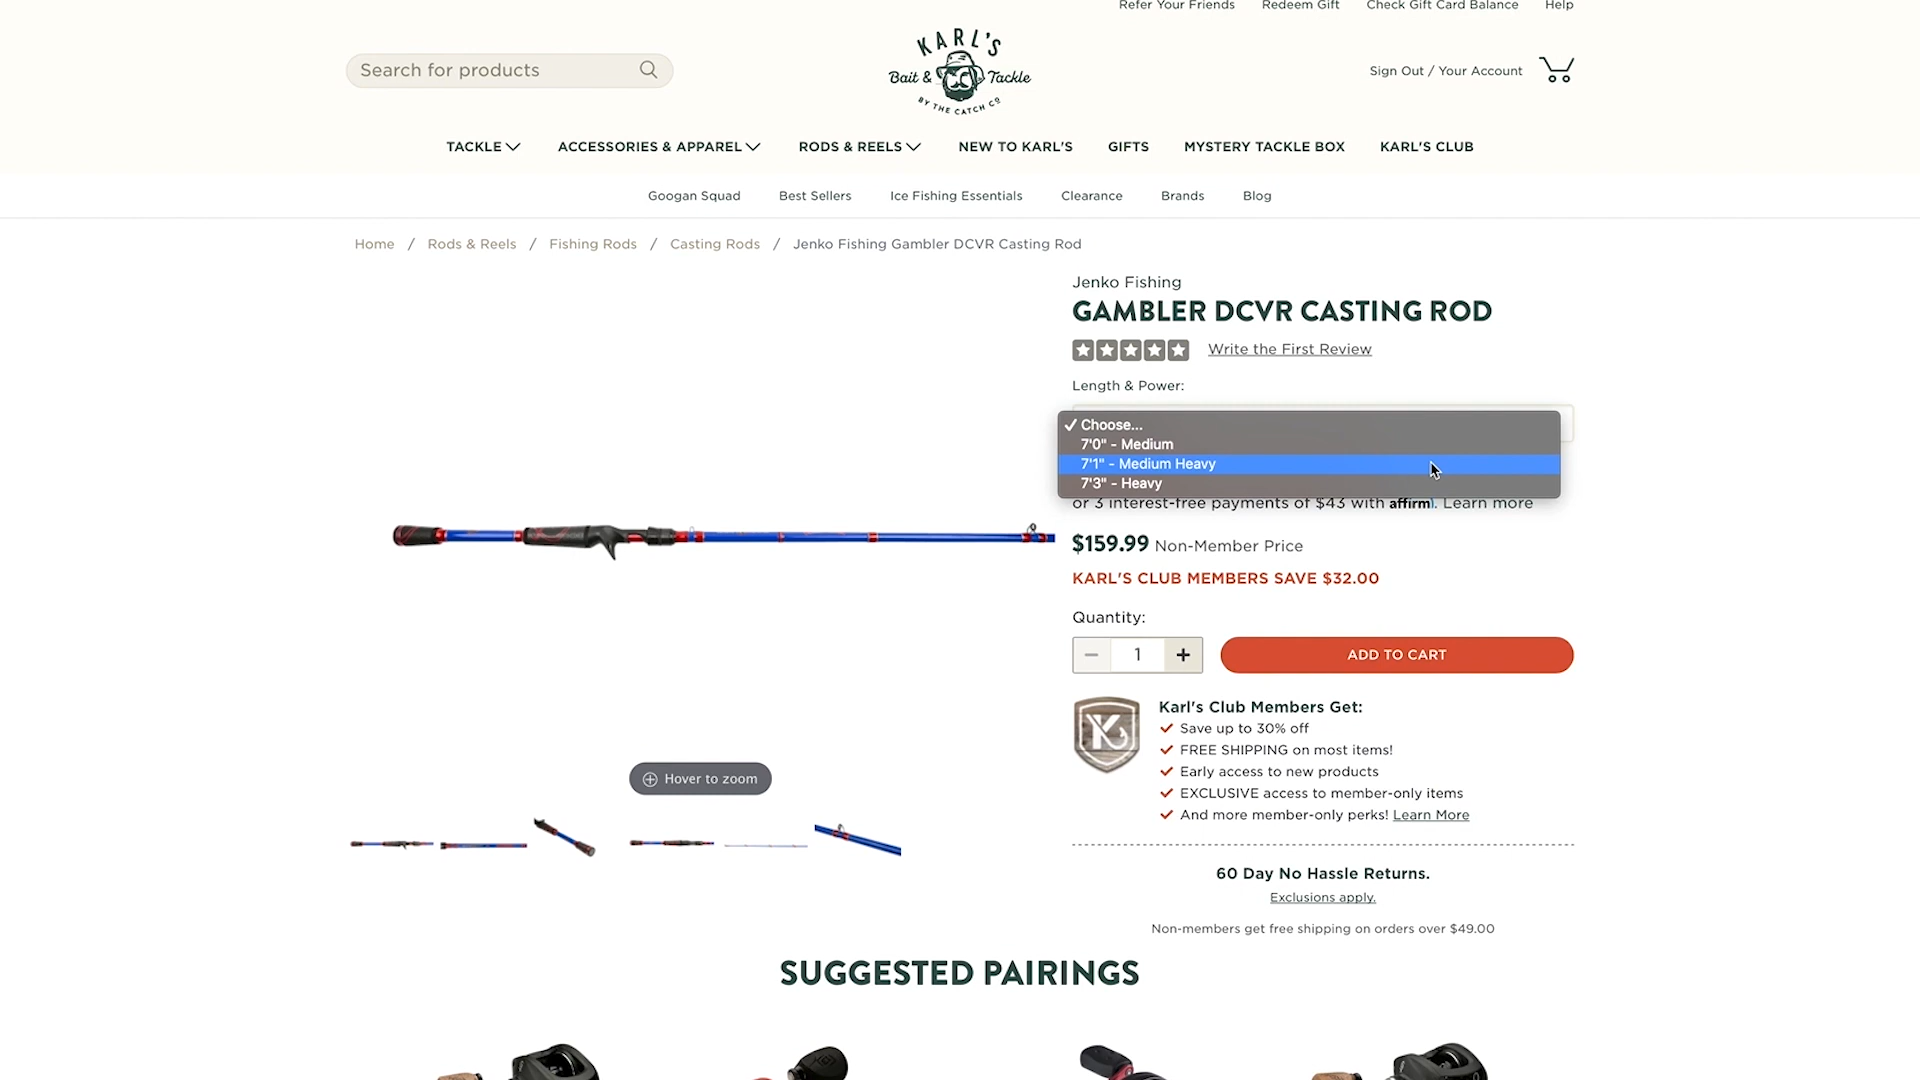 Refer Your Friends
Redeem Gift
Check Gift Card Balance
Help
Search for products
KARL'S
Bait & Tackle
BY THE CATCH CO
Sign Out / Your Account
TACKLE
ACCESSORIES & APPAREL
RODS & REELS
NEW TO KARL'S
GIFTS
MYSTERY TACKLE BOX
KARL'S CLUB
Googan Squad
Best Sellers
Ice Fishing Essentials
Clearance
Brands
Blog
Home / Rods & Reels / Fishing Rods / Casting Rods / Jenko Fishing Gambler DCVR Casting Rod
Jenko Fishing
GAMBLER DCVR CASTING ROD
Write the First Review
Length & Power:
✓ Choose...
7'0" - Medium
7'1" - Medium Heavy
7'3" - Heavy
or 3 interest-free payments of $43 with affirm. Learn more
$159.99 Non-Member Price
KARL'S CLUB MEMBERS SAVE $32.00
Quantity:
− 1 +
ADD TO CART
K
Karl's Club Members Get:
Save up to 30% off
FREE SHIPPING on most items!
Early access to new products
EXCLUSIVE access to member-only items
And more member-only perks! Learn More
Hover to zoom
60 Day No Hassle Returns.
Exclusions apply.
Non-members get free shipping on orders over $49.00
SUGGESTED PAIRINGS